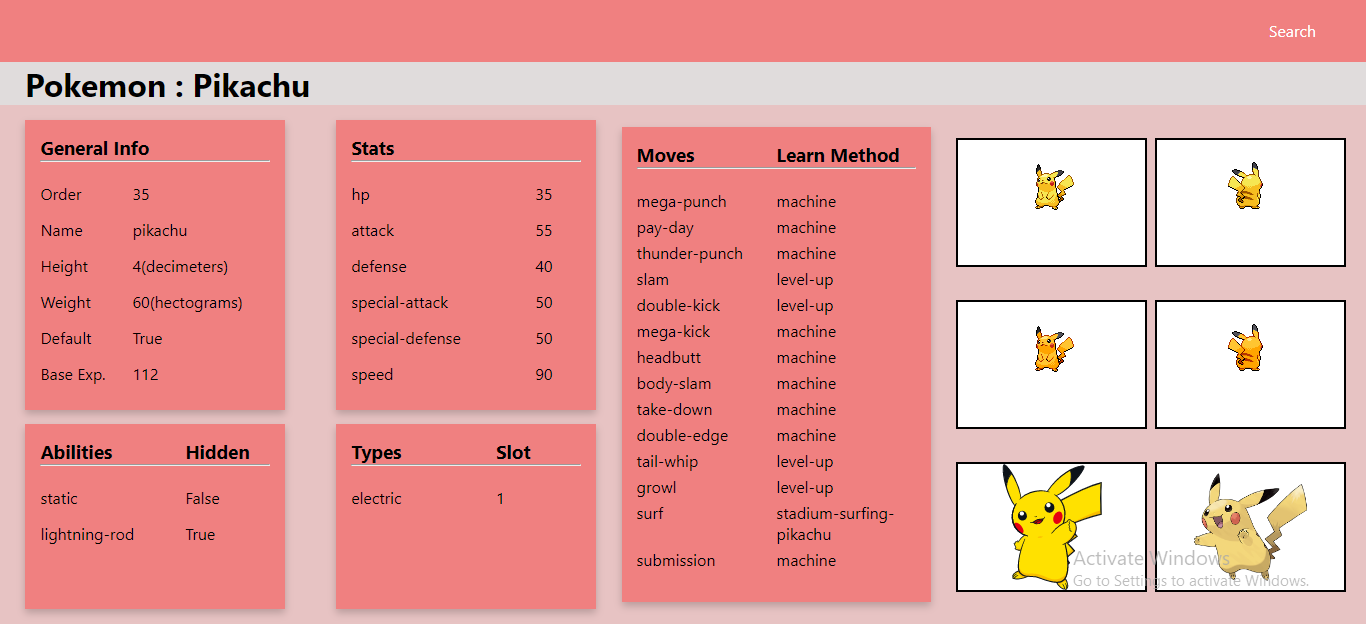 Search
Pokemon : Pikachu
General Info
Order 35
Name pikachu
Height 4(decimeters)
Weight 60(hectograms)
Default True
Base Exp. 112
Stats
hp 35
attack 55
defense 40
special-attack 50
special-defense 50
speed 90
Abilities Hidden
static False
lightning-rod True
Types Slot
electric 1
Moves Learn Method
mega-punch machine
pay-day machine
thunder-punch machine
slam level-up
double-kick level-up
mega-kick machine
headbutt machine
body-slam machine
take-down machine
double-edge machine
tail-whip level-up
growl level-up
surf stadium-surfing-
pikachu
submission machine
Activate Windows
Go to Settings to activate Windows.